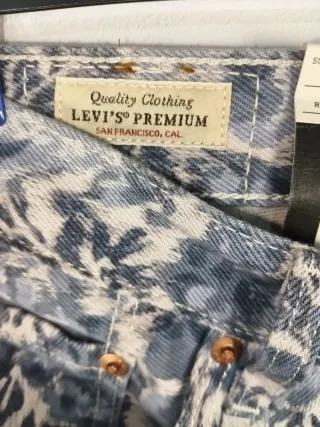 Quality Clothing
LEVI'S® PREMIUM
SAN FRANCISCO, CAL.